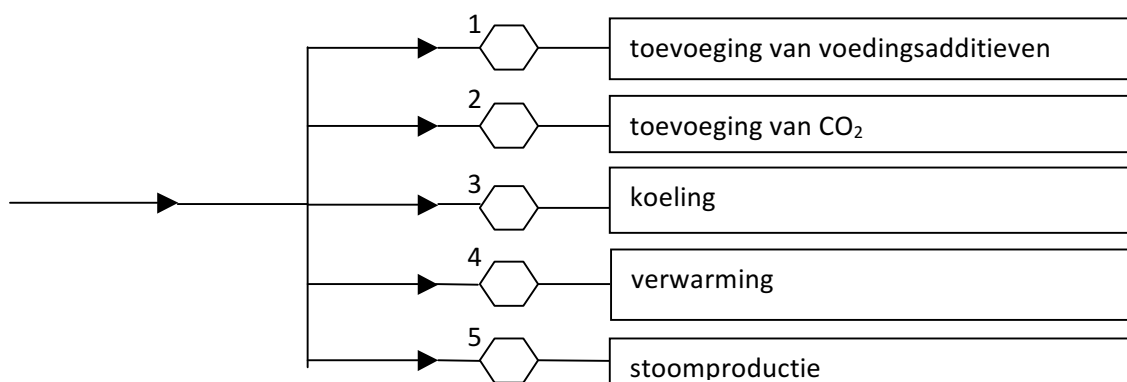 1
toevoeging van voedingsadditieven
2
toevoeging van CO₂
3
koeling
4
verwarming
5
stoomproductie